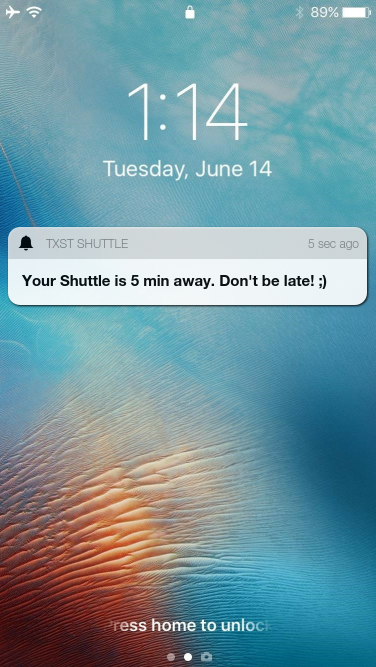 89%
1:14
Tuesday, June 14
TXST SHUTTLE 5 sec ago
Your Shuttle is 5 min away. Don't be late! ;)
ress home to unlock